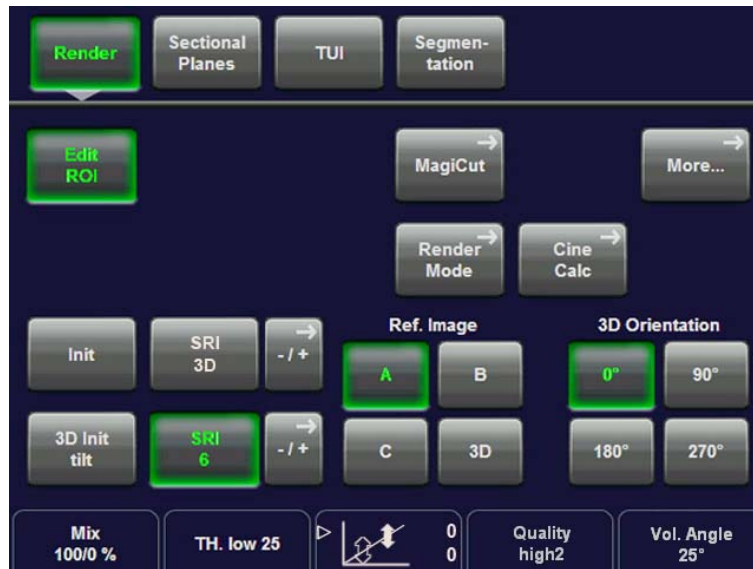 Render
Sectional
Planes
TUI
Segmen-
tation
Edit
ROI
MagiCut
More...
Render
Mode
Cine
Calc
Ref. Image
3D Orientation
Init
SRI
3D
- / +
A
B
0°
90°
3D Init
tilt
SRI
6
- / +
C
3D
180°
270°
Mix
100/0 %
TH. low 25
0
0
Quality
high2
Vol. Angle
25°